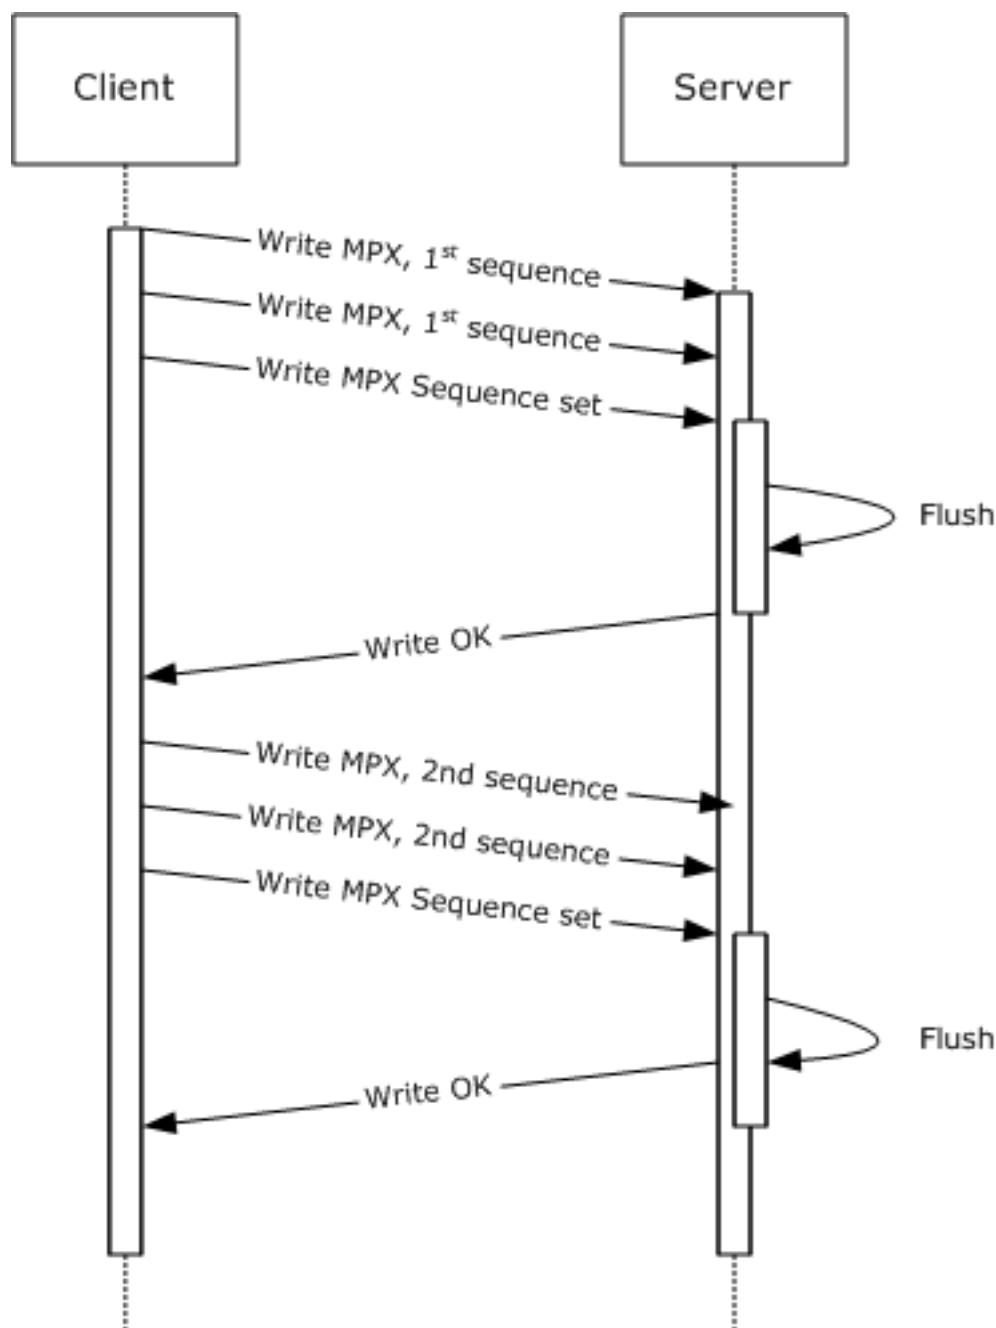 Client
Server
Write MPX, 1st sequence
Write MPX, 1st sequence
Write MPX Sequence set
Flush
Write OK
Write MPX, 2nd sequence
Write MPX, 2nd sequence
Write MPX Sequence set
Flush
Write OK